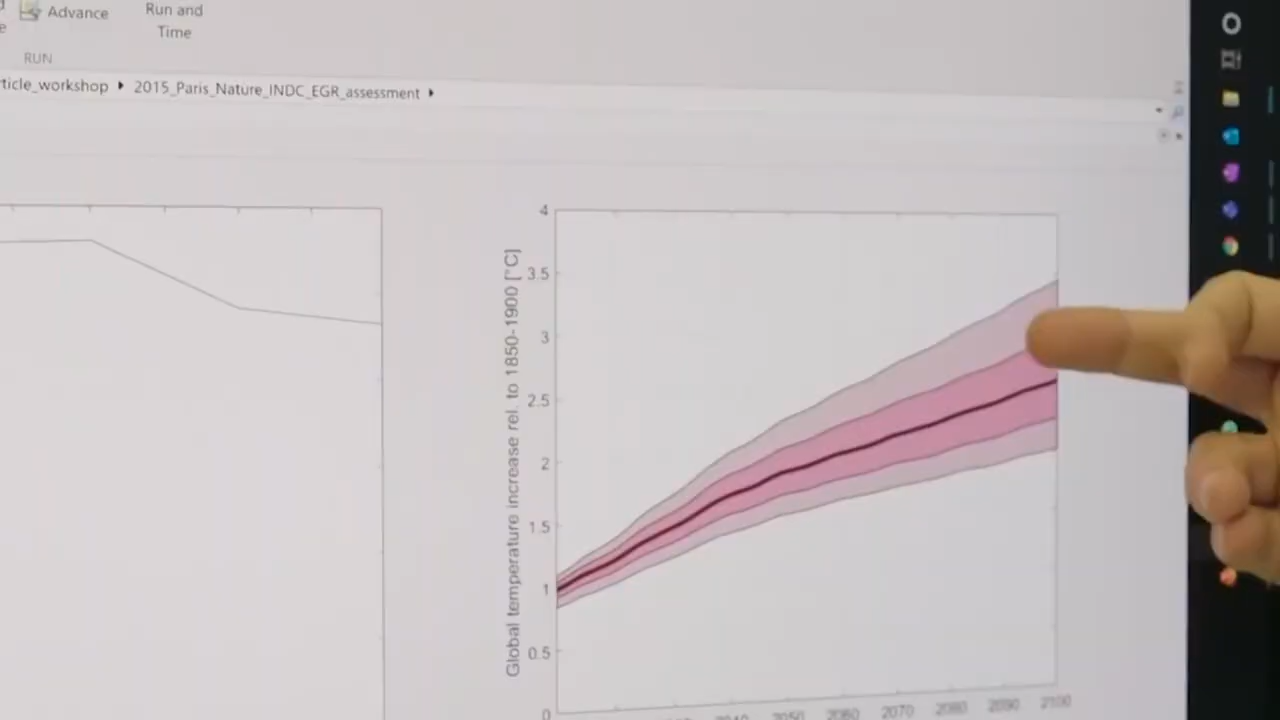 Advance
Run and
Time
RUN
ticle_workshop ▸ 2015_Paris_Nature_INDC_EGR_assessment ▸
Global temperature increase rel. to 1850-1900 [°C]
4
3.5
3
2.5
2
1.5
1
0.5
0
2040 2050 2060 2070 2080 2090 2100